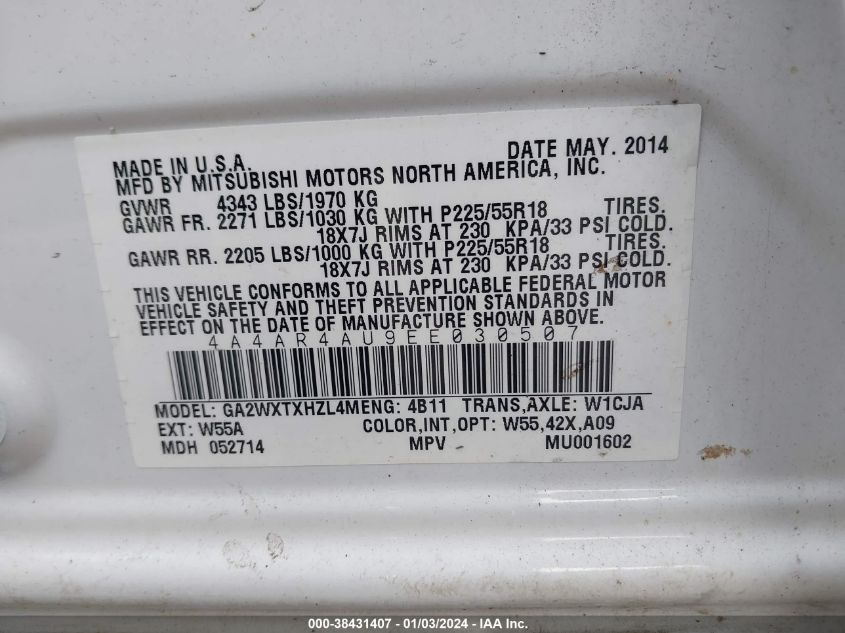 MADE IN U.S.A. DATE MAY. 2014
MFD BY MITSUBISHI MOTORS NORTH AMERICA, INC.
GVWR 4343 LBS/1970 KG
GAWR FR. 2271 LBS/1030 KG WITH P225/55R18 TIRES.
18X7J RIMS AT 230 KPA/33 PSI COLD.
GAWR RR. 2205 LBS/1000 KG WITH P225/55R18 TIRES.
18X7J RIMS AT 230 KPA/33 PSI COLD.
THIS VEHICLE CONFORMS TO ALL APPLICABLE FEDERAL MOTOR
VEHICLE SAFETY AND THEFT PREVENTION STANDARDS IN
EFFECT ON THE DATE OF MANUFACTURE SHOWN ABOVE.
4A4AR4AU9EE030507
MODEL: GA2WXTXHZL4MENG: 4B11 TRANS,AXLE: W1CJA
EXT: W55A COLOR,INT,OPT: W55,42X,A09
MDH 052714 MPV MU001602
000-38431407 - 01/03/2024 - IAA Inc.